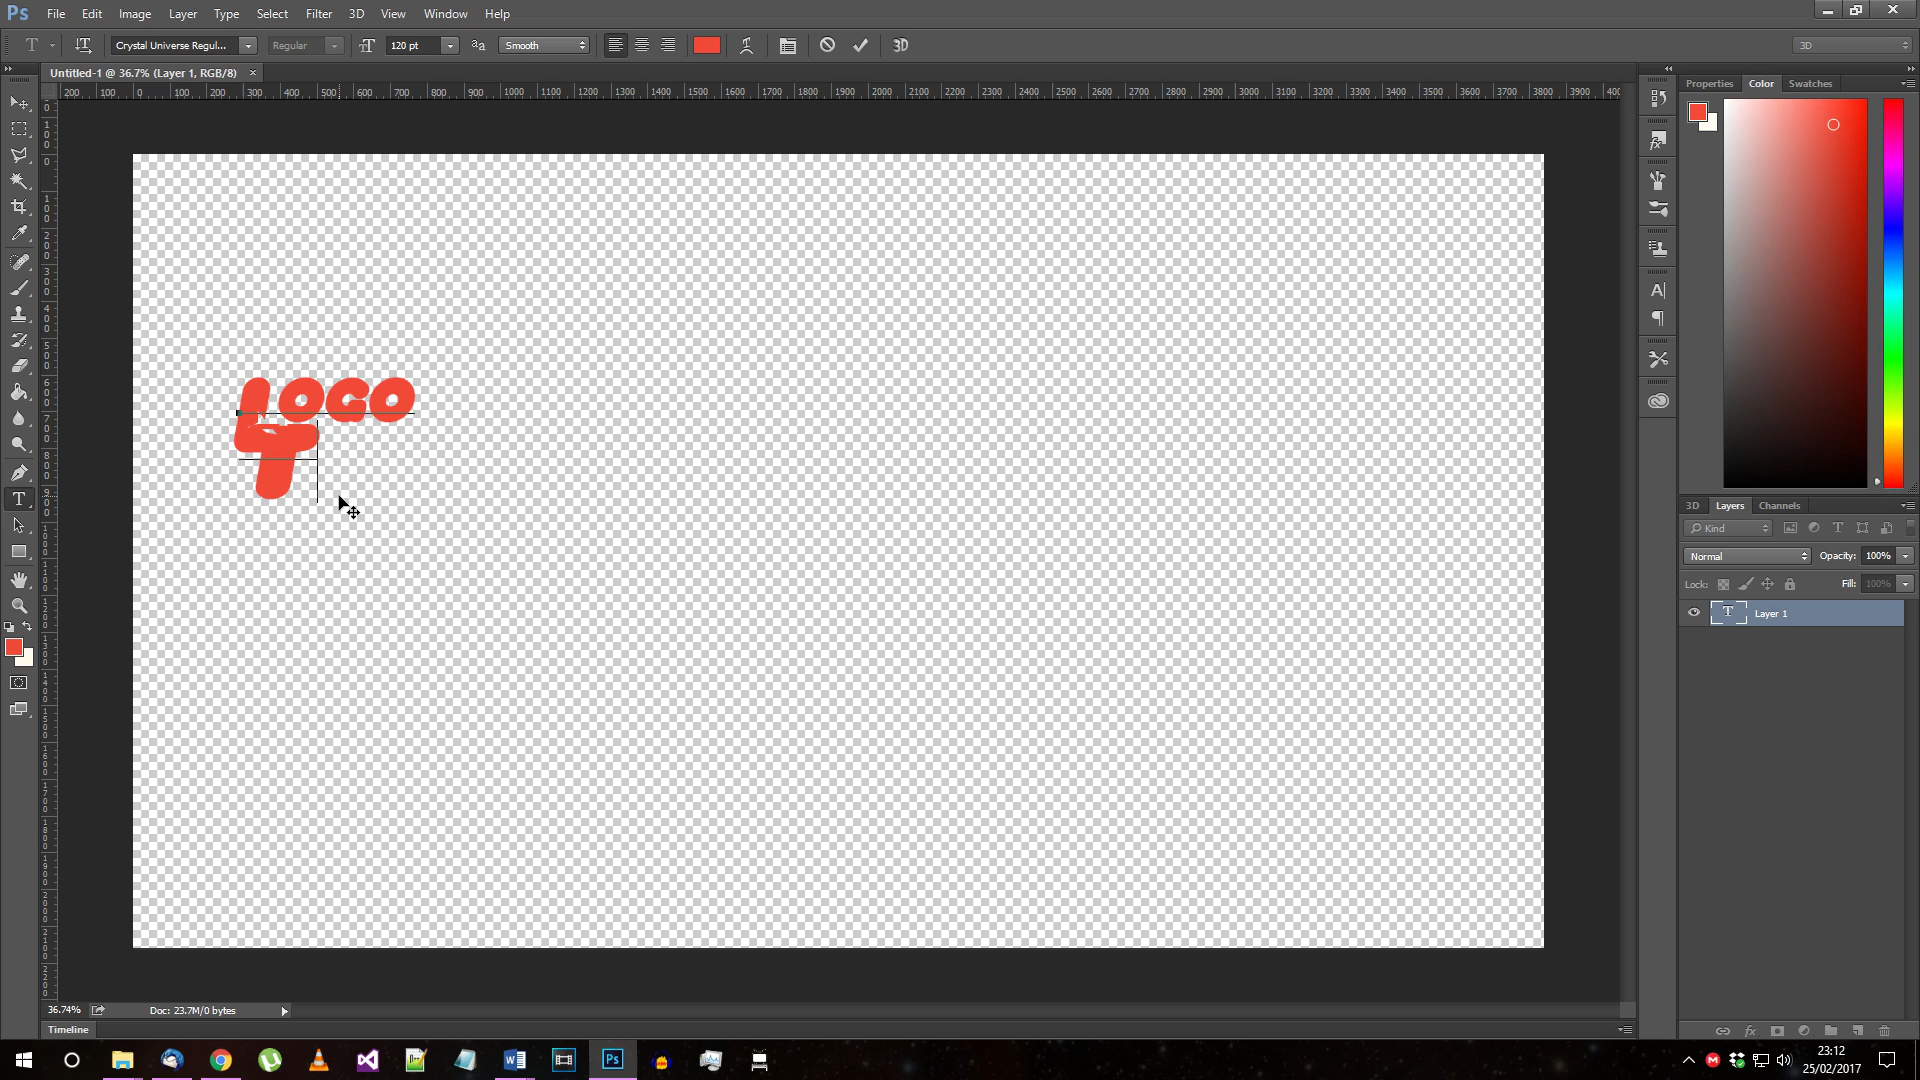 Ps File Edit Image Layer Type Select Filter 3D View Window Help
T Crystal Universe Regul... Regular 120 pt aa Smooth 3D 3D
Untitled-1 @ 36.7% (Layer 1, RGB/8) ×
200 100 0 100 200 300 400 500 600 700 800 900 1000 1100 1200 1300 1400 1500 1600 1700 1800 1900 2000 2100 2200 2300 2400 2500 2600 2700 2800 2900 3000 3100 3200 3300 3400 3500 3600 3700 3800 3900 400
Properties Color Swatches
LOGO
T
3D Layers Channels
Kind
Normal Opacity: 100%
Lock: Fill: 100%
T Layer 1
36.74% Doc: 23.7M/0 bytes
Timeline
23:12
25/02/2017